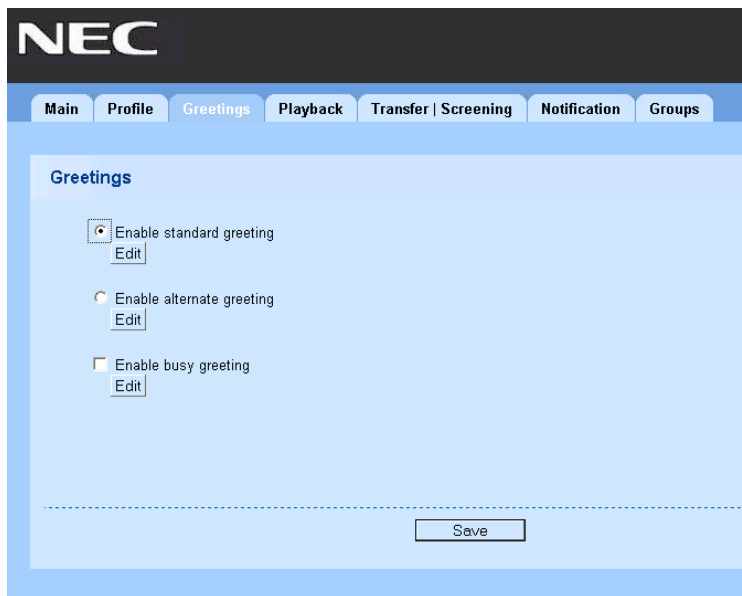 NEC
Main Profile Greetings Playback Transfer | Screening Notification Groups
Greetings
Enable standard greeting
Edit
Enable alternate greeting
Edit
Enable busy greeting
Edit
Save